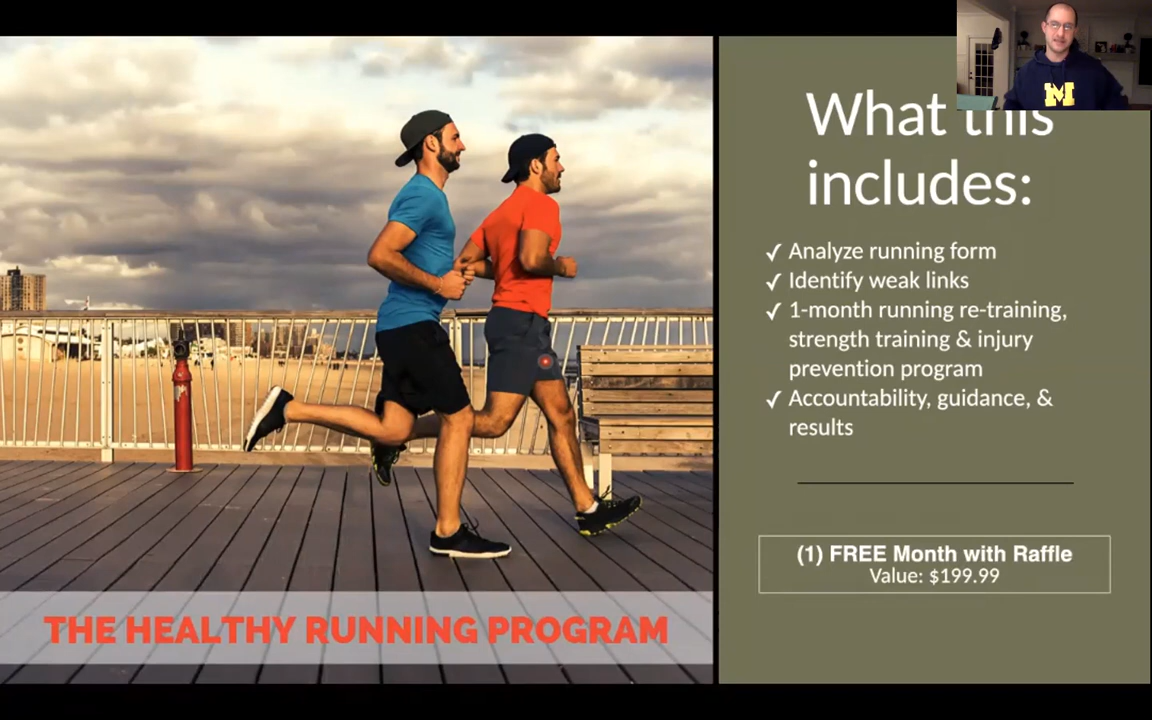 M
What this
includes:
✓ Analyze running form
✓ Identify weak links
✓ 1-month running re-training,
strength training & injury
prevention program
✓ Accountability, guidance, &
results
(1) FREE Month with Raffle
Value: $199.99
THE HEALTHY RUNNING PROGRAM